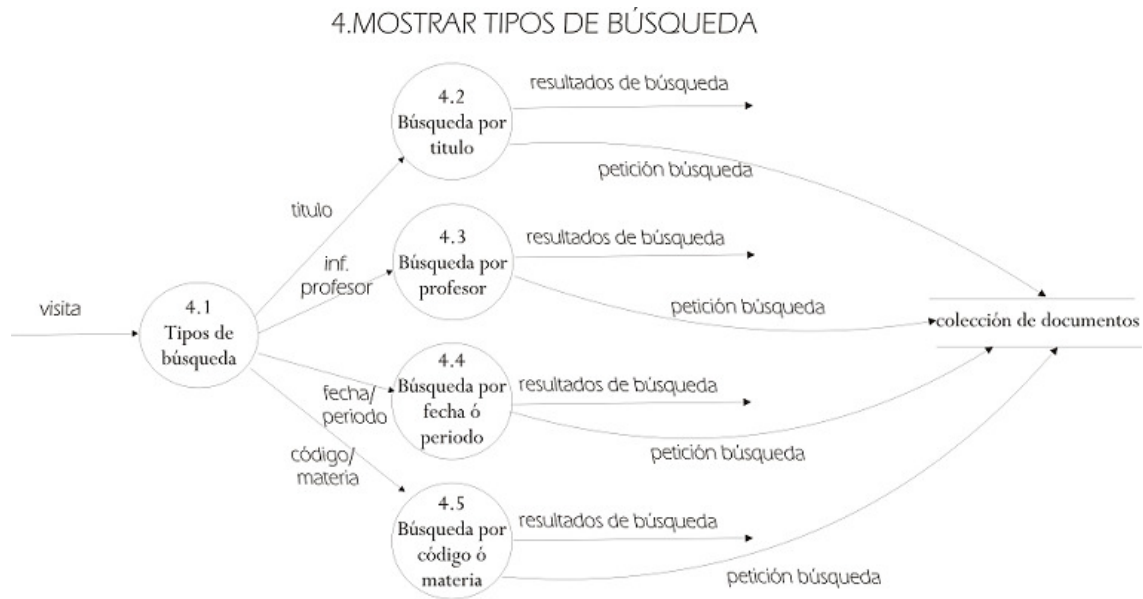 4.MOSTRAR TIPOS DE BÚSQUEDA
4.2
Búsqueda por
titulo
resultados de búsqueda
petición búsqueda
titulo
4.3
Búsqueda por
profesor
resultados de búsqueda
inf.
profesor
petición búsqueda
visita
4.1
Tipos de
búsqueda
colección de documentos
4.4
Búsqueda por
fecha ó
periodo
resultados de búsqueda
fecha/
periodo
petición búsqueda
código/
materia
4.5
Búsqueda por
código ó
materia
resultados de búsqueda
petición búsqueda